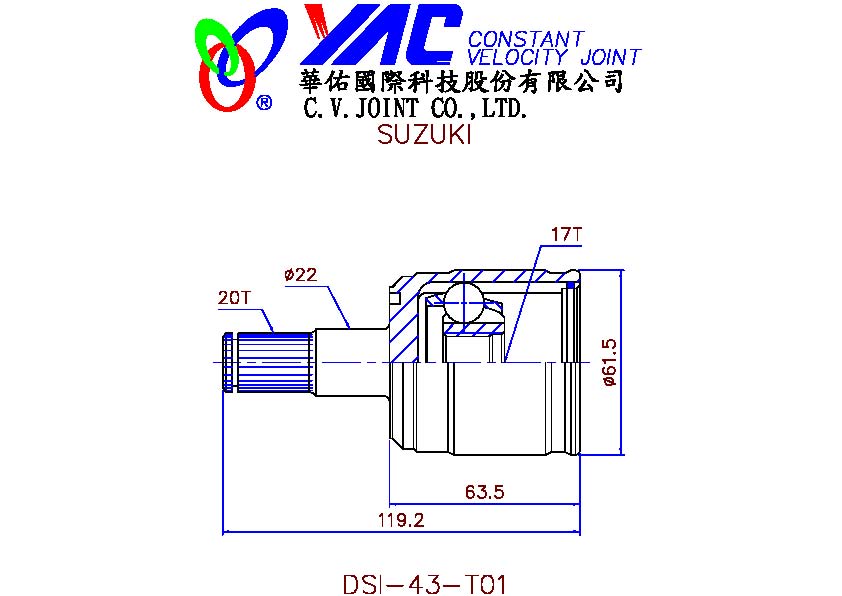 YAC CONSTANT
VELOCITY JOINT
®
華佑國際科技股份有限公司
C.V.JOINT CO.,LTD.
SUZUKI
17T
ø22
20T
ø61.5
63.5
119.2
DSI-43-T01